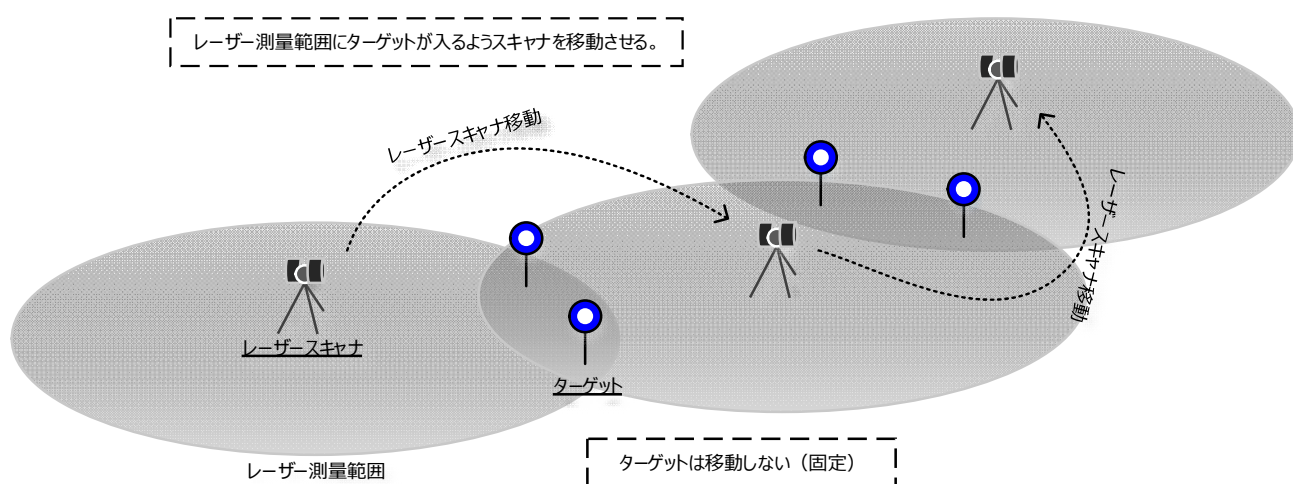 レーザー測量範囲にターゲットが入るようスキャナを移動させる。
レーザースキャナ移動
レーザースキャナ移動
レーザースキャナ
ターゲット
レーザー測量範囲
ターゲットは移動しない（固定）